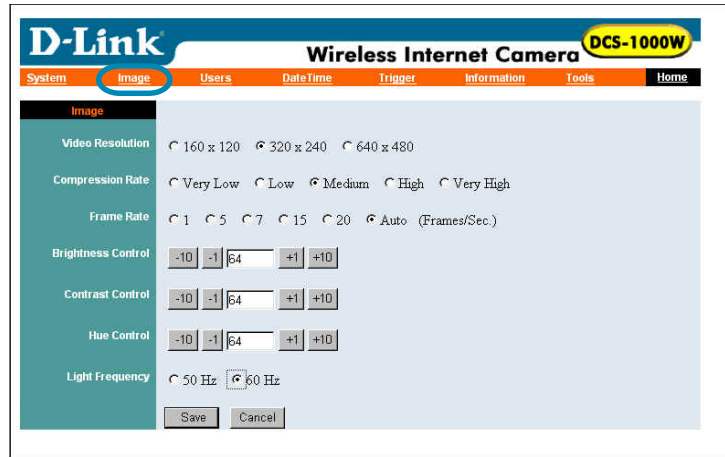 D-Link
Wireless Internet Camera DCS-1000W
System Image Users DateTime Trigger Information Tools Home
Image
Video Resolution 160 x 120 320 x 240 640 x 480
Compression Rate Very Low Low Medium High Very High
Frame Rate 1 5 7 15 20 Auto (Frames/Sec.)
Brightness Control -10 -1 64 +1 +10
Contrast Control -10 -1 64 +1 +10
Hue Control -10 -1 64 +1 +10
Light Frequency 50 Hz 60 Hz
Save Cancel